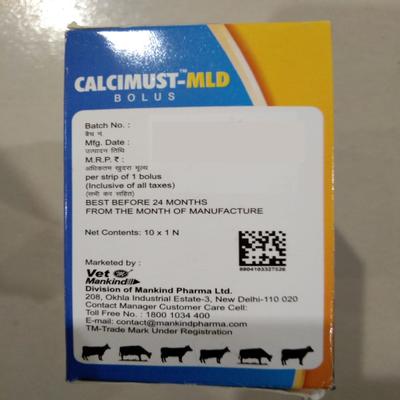 CALCIMUST™-MLD
BOLUS
Batch No. :
बैच नं.
Mfg. Date :
उत्पादन तिथि
M.R.P. ₹ :
अधिकतम खुदरा मूल्य
per strip of 1 bolus
(Inclusive of all taxes)
(सभी कर सहित)
BEST BEFORE 24 MONTHS
FROM THE MONTH OF MANUFACTURE
Net Contents: 10 x 1 N
8904103327526
Marketed by :
Vet
Mankind
Division of Mankind Pharma Ltd.
208, Okhla Industrial Estate-3, New Delhi-110 020
Contact Manager Customer Care Cell:
Toll Free No.: 1800 1034 400
E-mail: contact@mankindpharma.com
TM-Trade Mark Under Registration